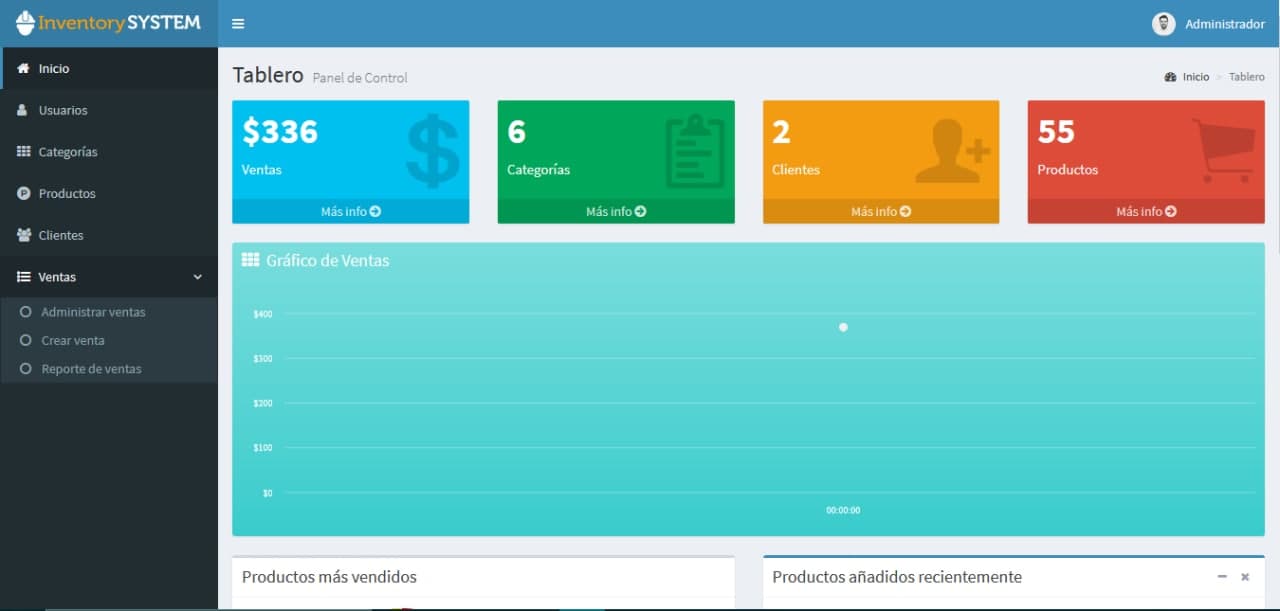 Inventory SYSTEM
Administrador
Inicio
Usuarios
Categorías
Productos
Clientes
Ventas
Administrar ventas
Crear venta
Reporte de ventas
Tablero Panel de Control
Inicio > Tablero
$336
Ventas
Más info
6
Categorías
Más info
2
Clientes
Más info
55
Productos
Más info
Gráfico de Ventas
$400
$300
$200
$100
$0
00:00:00
Productos más vendidos
Productos añadidos recientemente